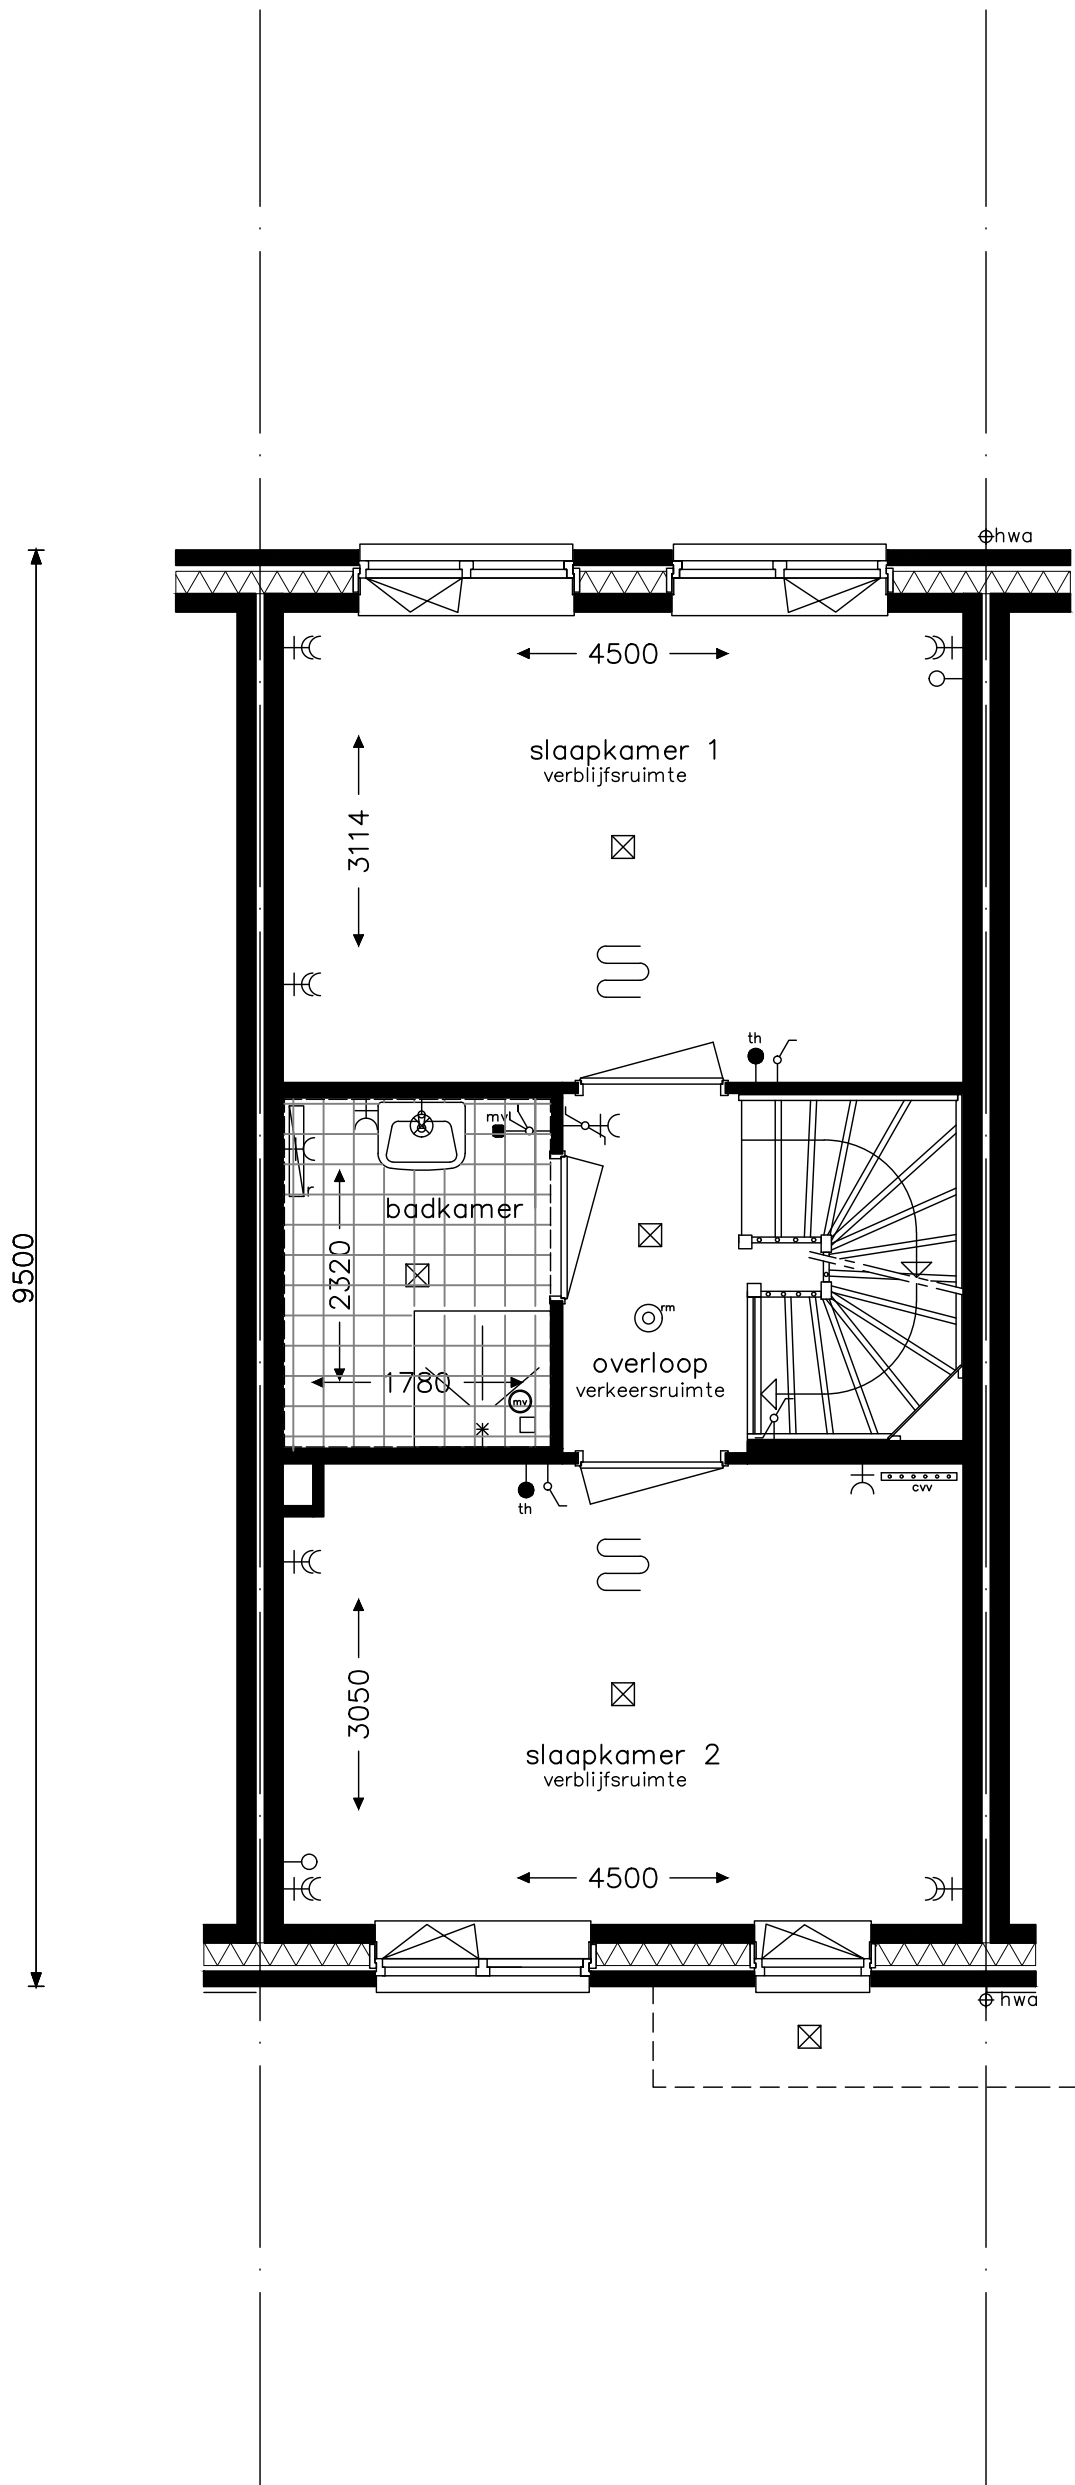 hwa
4500
slaapkamer 1
verblijfsruimte
3114
th
mv
r
badkamer
9500
2320
rm
overloop
verkeersruimte
1780
mv
cvv
th
3050
slaapkamer 2
verblijfsruimte
4500
hwa